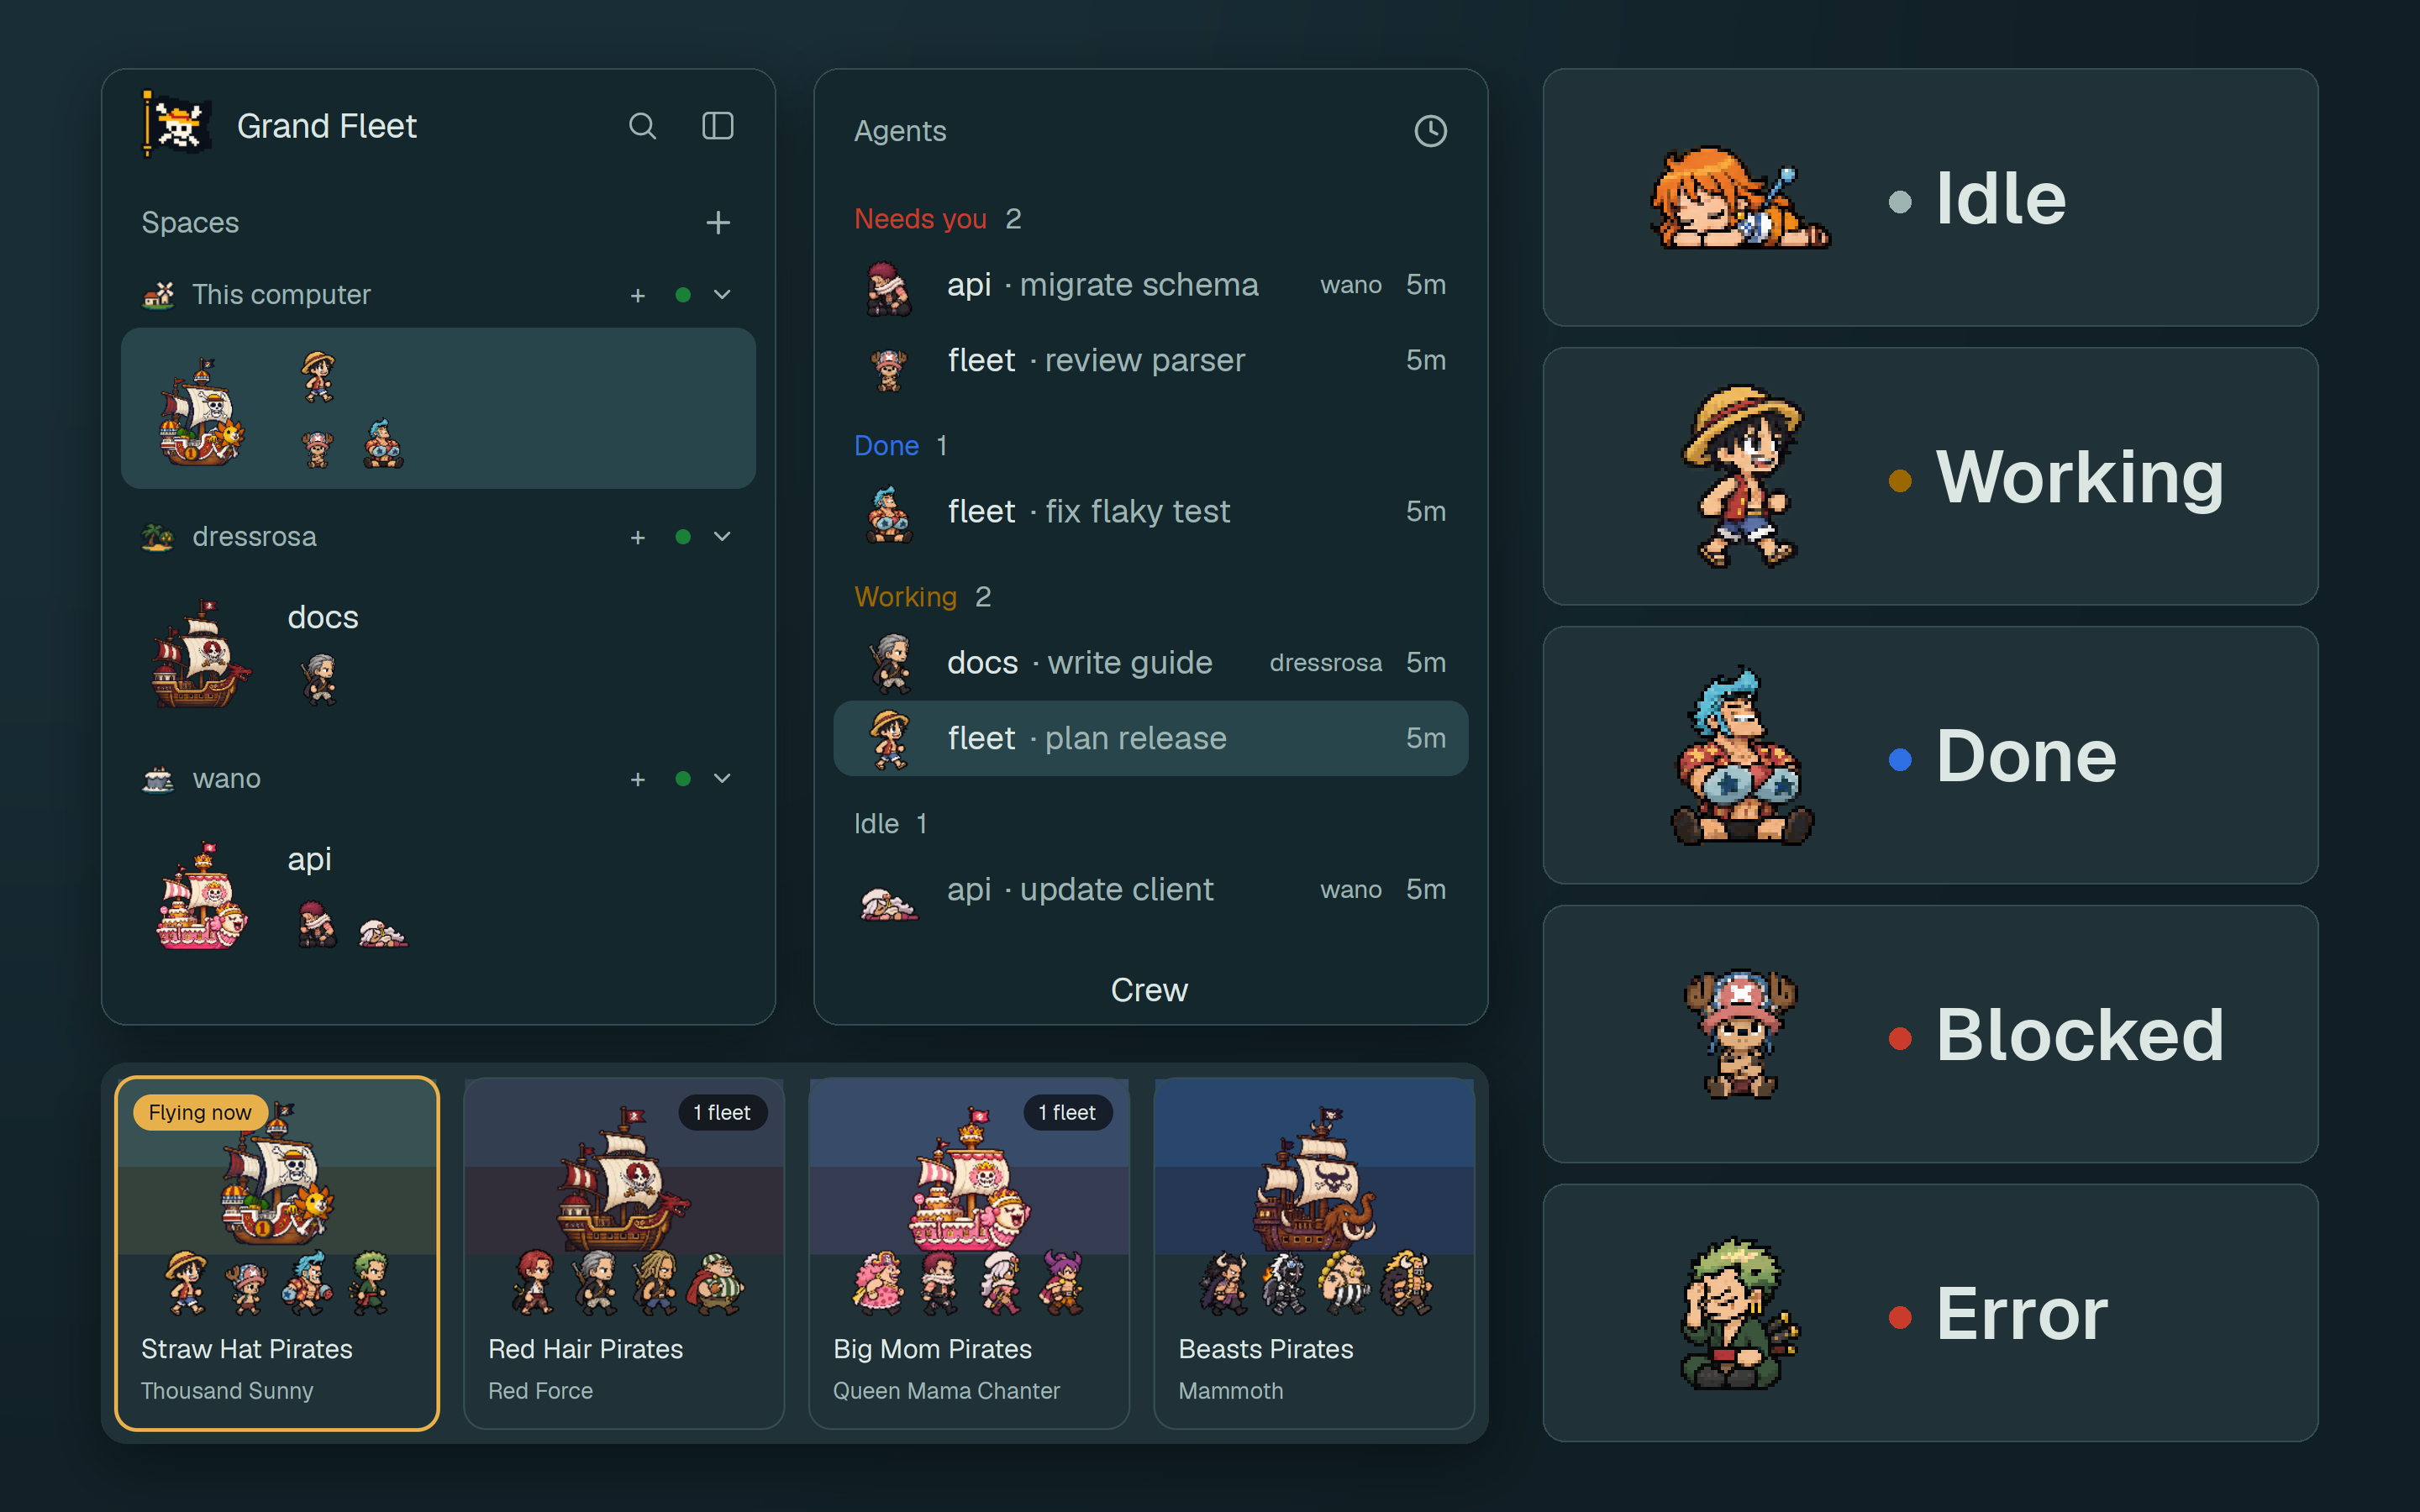 Grand Fleet
Spaces
This computer
dressrosa
docs
wano
api
Agents
Needs you 2
api · migrate schema wano 5m
fleet · review parser 5m
Done 1
fleet · fix flaky test 5m
Working 2
docs · write guide dressrosa 5m
fleet · plan release 5m
Idle 1
api · update client wano 5m
Crew
Flying now
Straw Hat Pirates
Thousand Sunny
1 fleet
Red Hair Pirates
Red Force
1 fleet
Big Mom Pirates
Queen Mama Chanter
Beasts Pirates
Mammoth
Idle
Working
Done
Blocked
Error